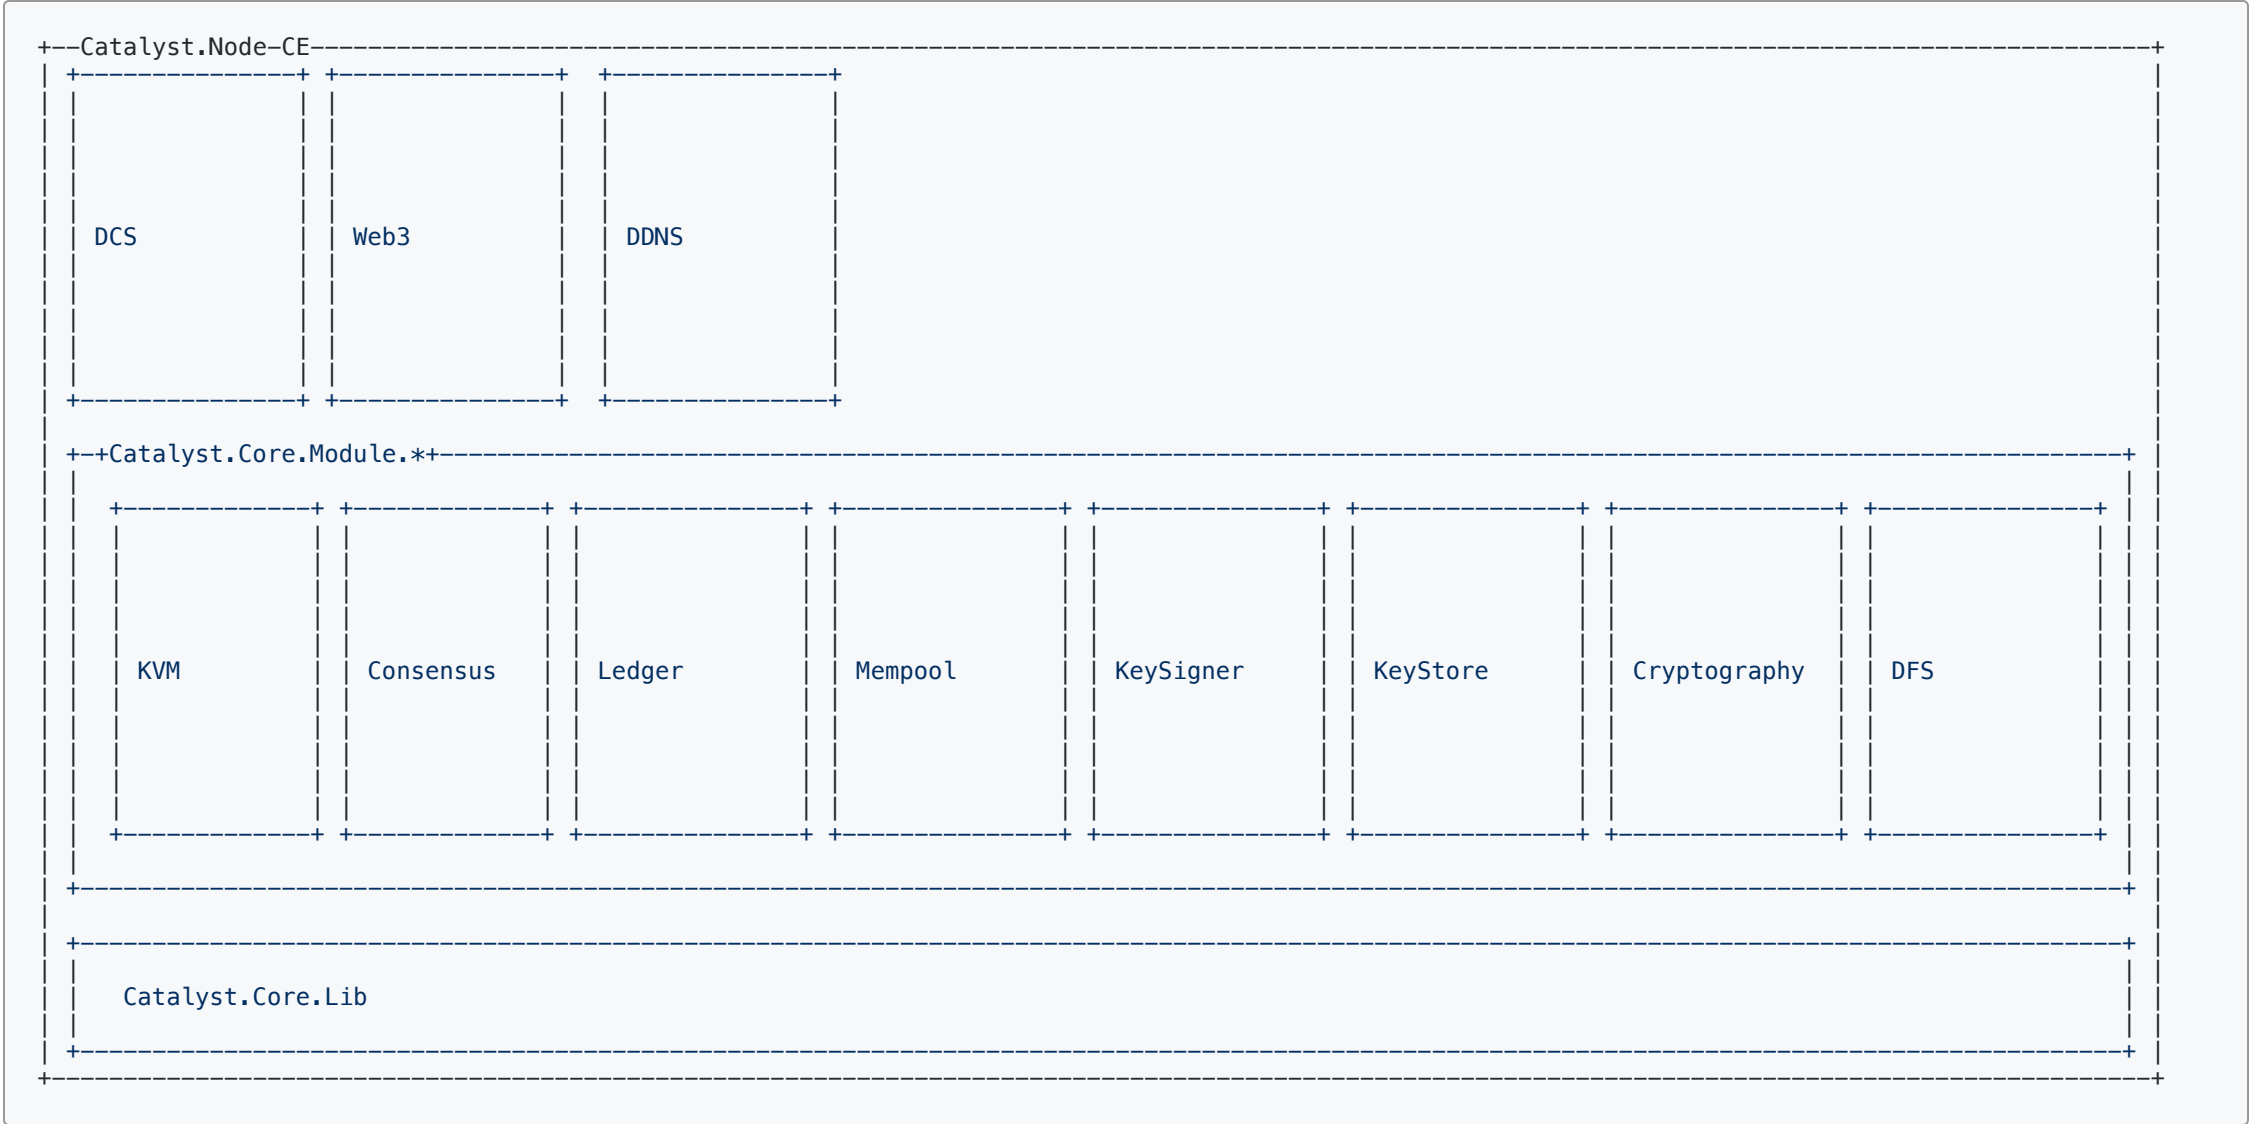 Catalyst.Node-CE
DCS Web3 DDNS
+Catalyst.Core.Module.*+
KVM Consensus Ledger Mempool KeySigner KeyStore Cryptography DFS
Catalyst.Core.Lib